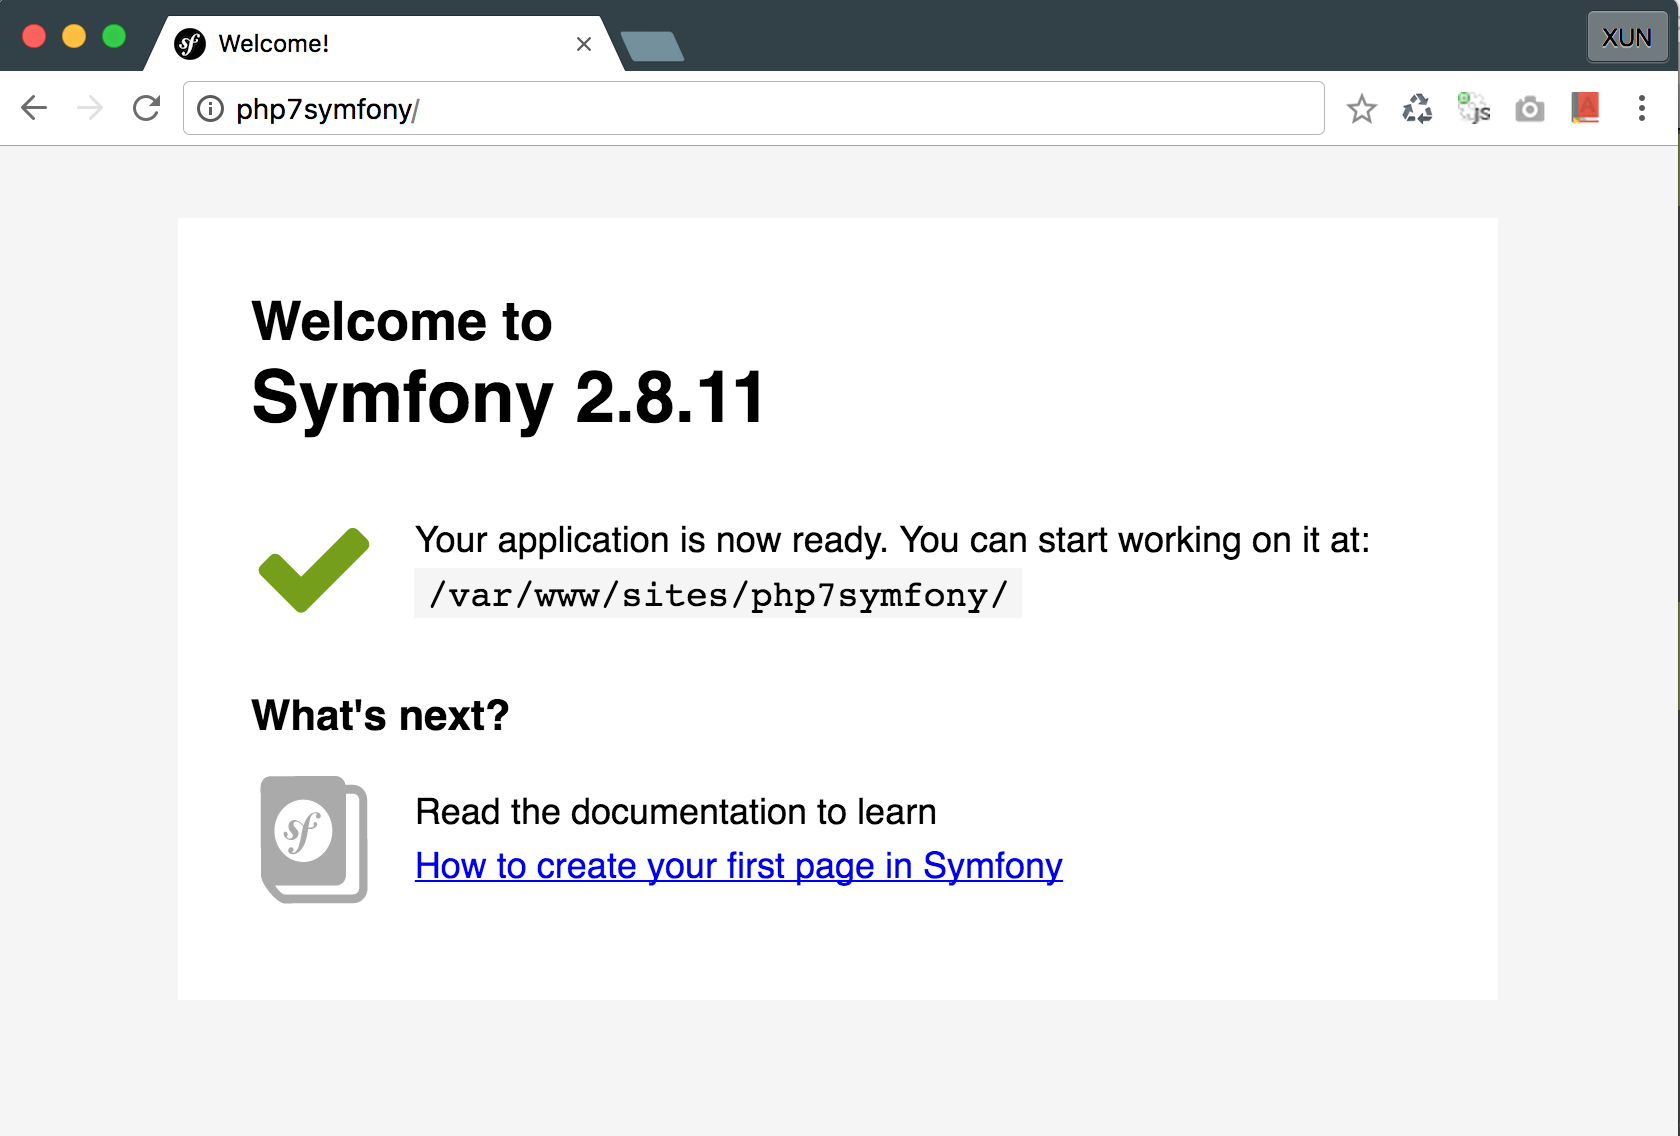 Welcome!
XUN
php7symfony/
JS
Welcome to
Symfony 2.8.11
Your application is now ready. You can start working on it at:
/var/www/sites/php7symfony/
What's next?
sf
Read the documentation to learn
How to create your first page in Symfony